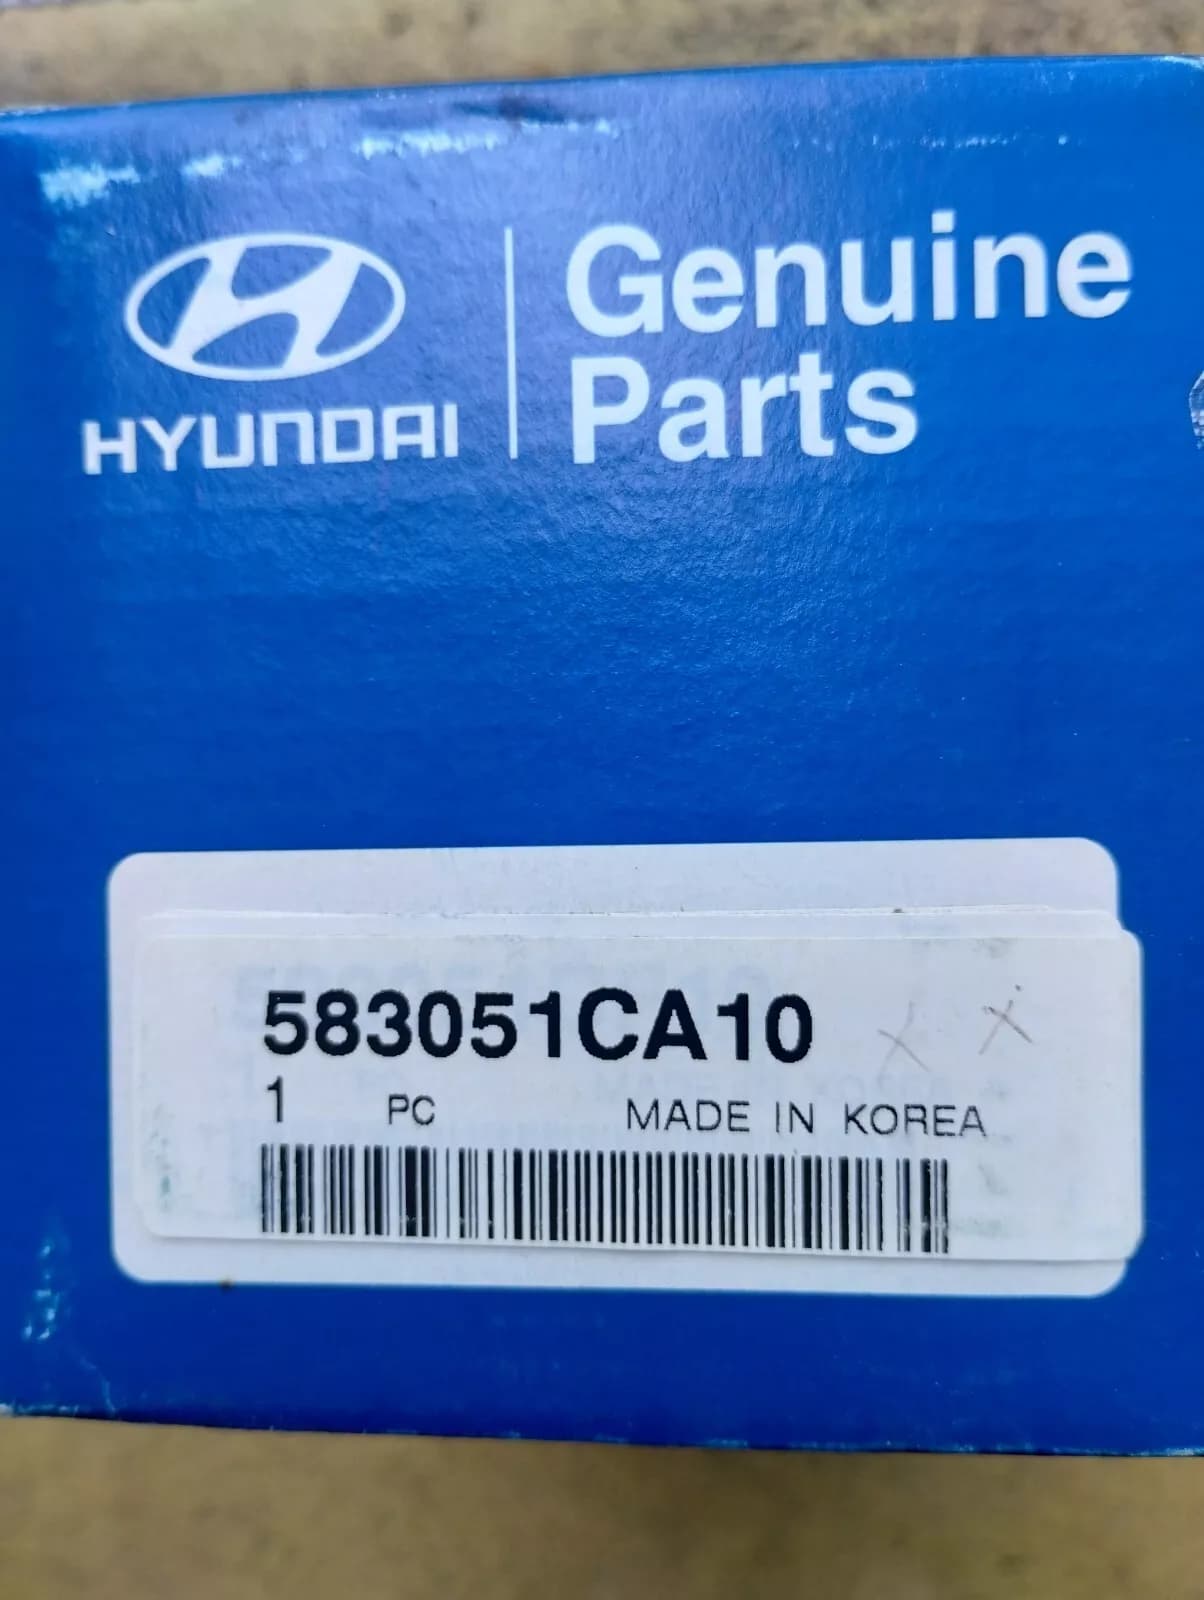 HYUNDAI
Genuine
Parts
583051CA10
1 PC MADE IN KOREA